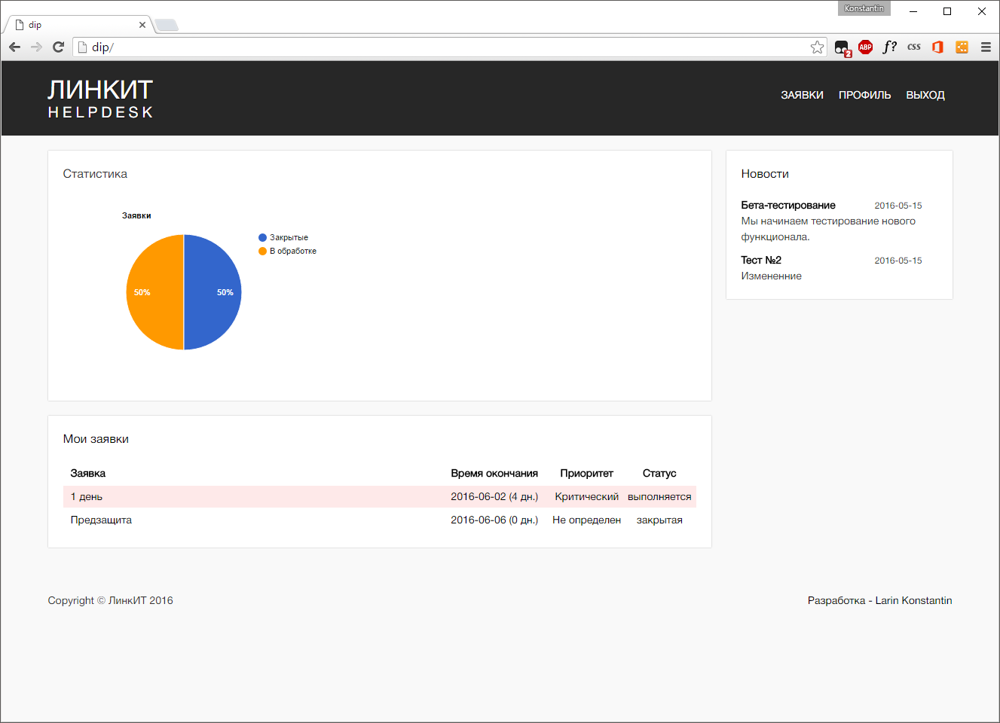 Konstantin
dip
dip/
2
ABP
f?
css
ЛИНКИТ
HELPDESK
ЗАЯВКИ ПРОФИЛЬ ВЫХОД
Статистика
Заявки
Закрытые
В обработке
50% 50%
Новости
Бета-тестирование 2016-05-15
Мы начинаем тестирование нового
функционала.
Тест №2 2016-05-15
Измененние
Мои заявки
Заявка Время окончания Приоритет Статус
1 день 2016-06-02 (4 дн.) Критический выполняется
Предзащита 2016-06-06 (0 дн.) Не определен закрытая
Copyright © ЛинкИТ 2016
Разработка - Larin Konstantin